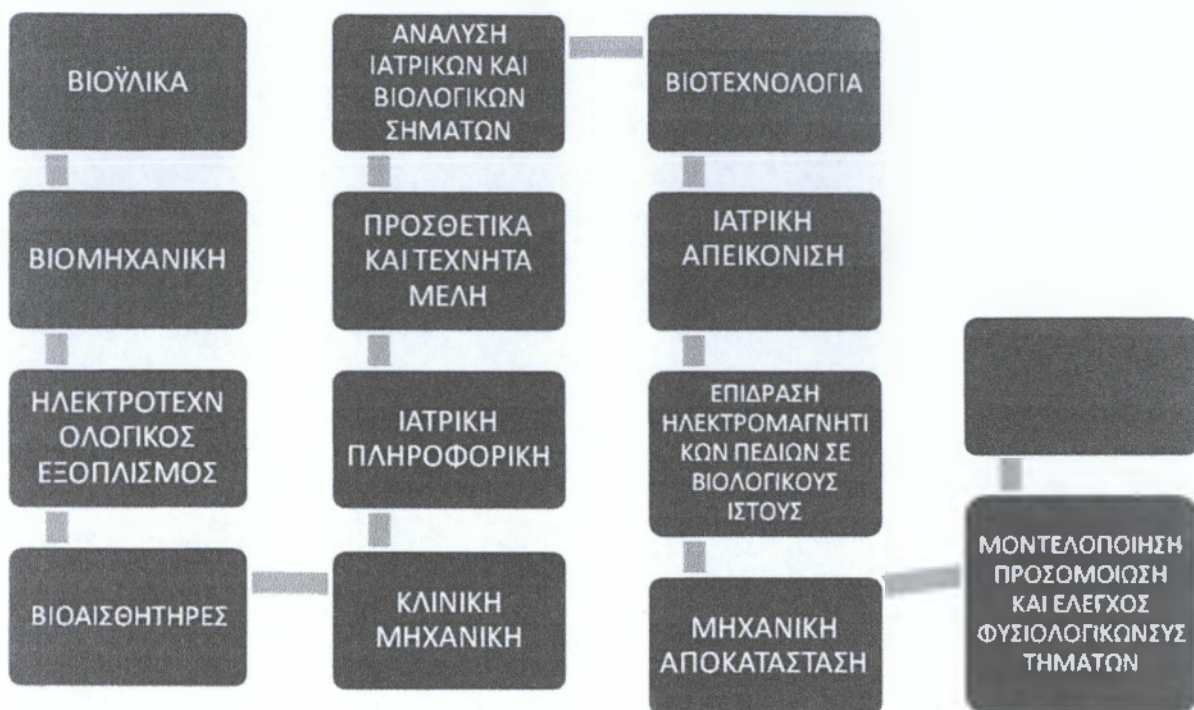 ΒΙΟΫΛΙΚΑ
ΒΙΟΜΗΧΑΝΙΚΗ
ΗΛΕΚΤΡΟΤΕΧΝ
ΟΛΟΓΙΚΟΣ
ΕΞΟΠΛΙΣΜΟΣ
ΒΙΟΑΙΣΘΗΤΗΡΕΣ
ΚΛΙΝΙΚΗ
ΜΗΧΑΝΙΚΗ
ΙΑΤΡΙΚΗ
ΠΛΗΡΟΦΟΡΙΚΗ
ΠΡΟΣΘΕΤΙΚΑ
ΚΑΙ ΤΕΧΝΗΤΑ
ΜΕΛΗ
ΑΝΑΛΥΣΗ
ΙΑΤΡΙΚΩΝ ΚΑΙ
ΒΙΟΛΟΓΙΚΩΝ
ΣΗΜΑΤΩΝ
ΒΙΟΤΕΧΝΟΛΟΓΙΑ
ΙΑΤΡΙΚΗ
ΑΠΕΙΚΟΝΙΣΗ
ΕΠΙΔΡΑΣΗ
ΗΛΕΚΤΡΟΜΑΓΝΗΤΙ
ΚΩΝ ΠΕΔΙΩΝ ΣΕ
ΒΙΟΛΟΓΙΚΟΥΣ
ΙΣΤΟΥΣ
ΜΗΧΑΝΙΚΗ
ΑΠΟΚΑΤΑΣΤΑΣΗ
ΜΟΝΤΕΛΟΠΟΙΗΣΗ
ΠΡΟΣΟΜΟΙΩΣΗ
ΚΑΙ ΕΛΕΓΧΟΣ
ΦΥΣΙΟΛΟΓΙΚΩΝΣΥΣ
ΤΗΜΑΤΩΝ